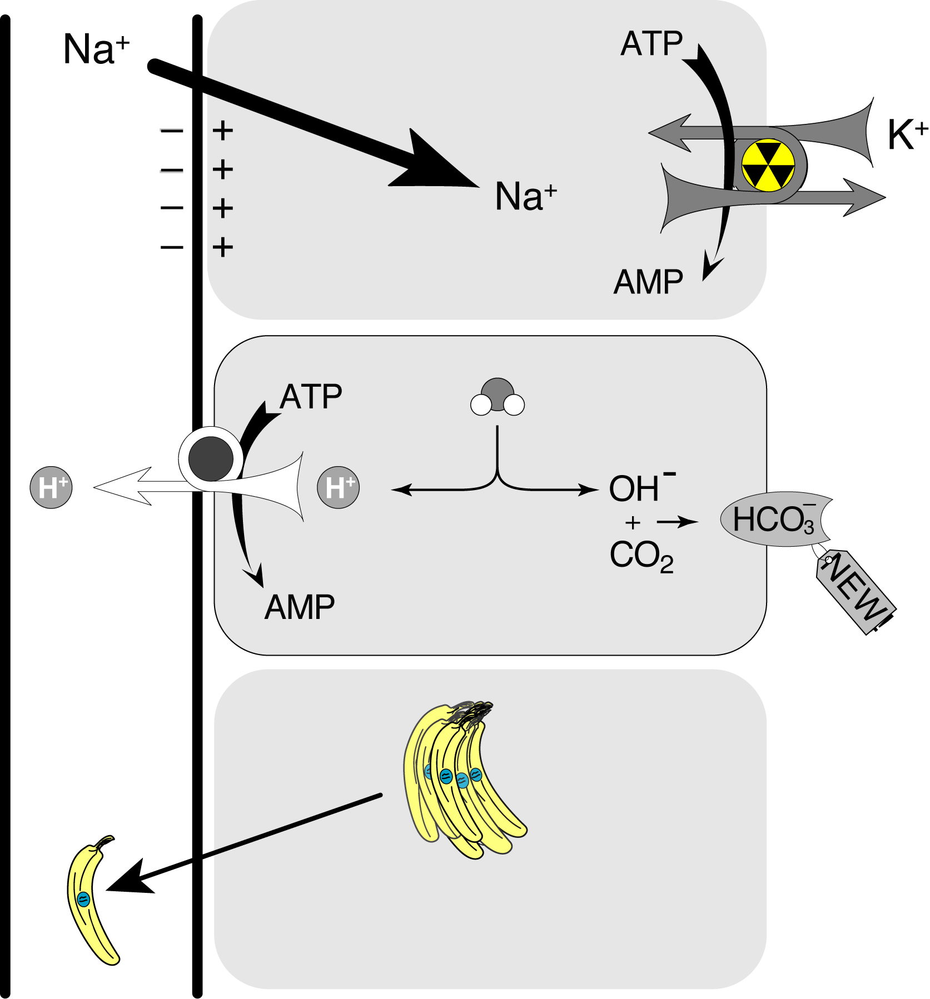 Na⁺
ATP
K⁺
Na⁺
− +
− +
− +
− +
AMP
ATP
H⁺
H⁺
OH⁻
+
CO₂
HCO₃⁻
NEW!
AMP